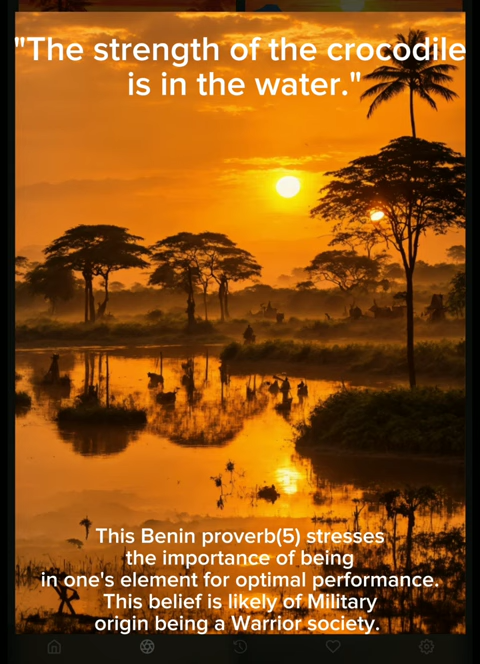 "The strength of the crocodile
is in the water."
This Benin proverb(5) stresses
the importance of being
in one's element for optimal performance.
This belief is likely of Military
origin being a Warrior society.